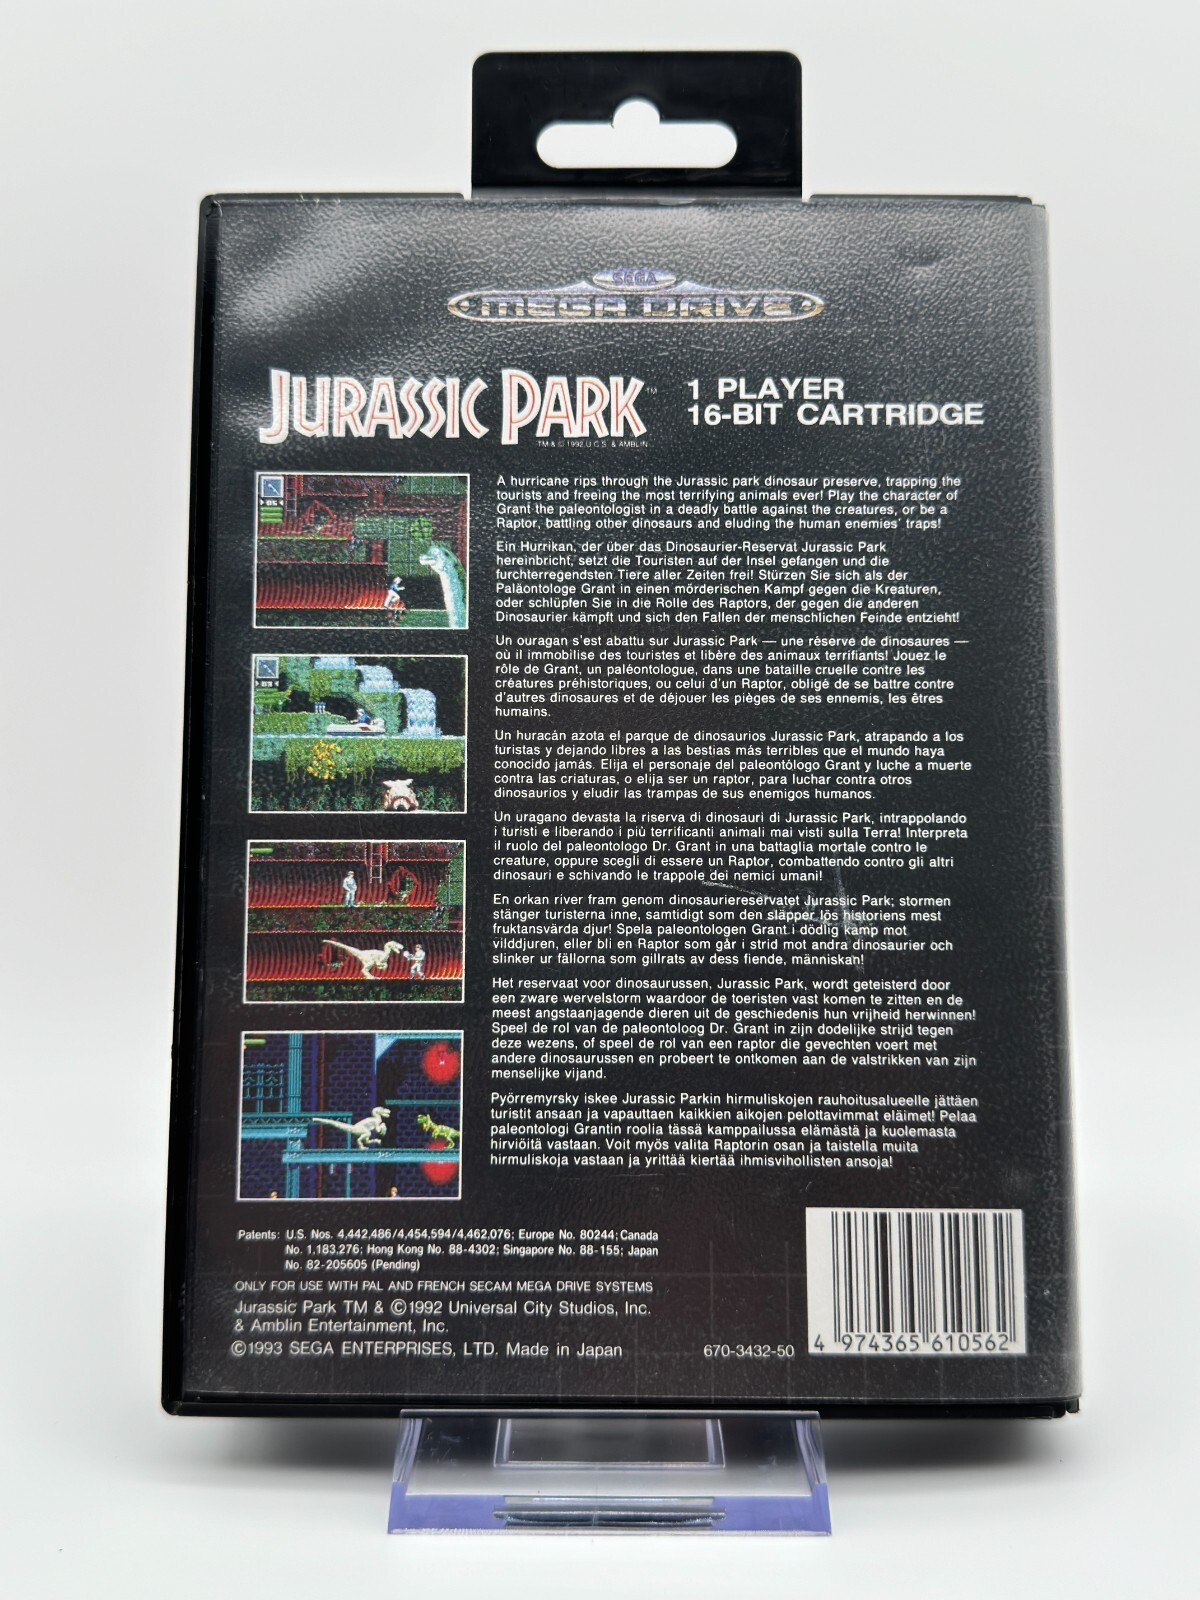 SEGA
MEGA DRIVE
JURASSIC PARK™
TM & © 1992 U.C.S. & AMBLIN
1 PLAYER
16-BIT CARTRIDGE
A hurricane rips through the Jurassic park dinosaur preserve, trapping the
tourists and freeing the most terrifying animals ever! Play the character of
Grant the paleontologist in a deadly battle against the creatures, or be a
Raptor, battling other dinosaurs and eluding the human enemies' traps!
Ein Hurrikan, der über das Dinosaurier-Reservat Jurassic Park
hereinbricht, setzt die Touristen auf der Insel gefangen und die
furchterregendsten Tiere aller Zeiten frei! Stürzen Sie sich als der
Paläontologe Grant in einen mörderischen Kampf gegen die Kreaturen,
oder schlüpfen Sie in die Rolle des Raptors, der gegen die anderen
Dinosaurier kämpft und sich den Fallen der menschlichen Feinde entzieht!
Un ouragan s'est abattu sur Jurassic Park — une réserve de dinosaures —
où il immobilise des touristes et libère des animaux terrifiants! Jouez le
rôle de Grant, un paléontologue, dans une bataille cruelle contre les
créatures préhistoriques, ou celui d'un Raptor, obligé de se battre contre
d'autres dinosaures et de déjouer les pièges de ses ennemis, les êtres
humains.
Un huracán azota el parque de dinosaurios Jurassic Park, atrapando a los
turistas y dejando libres a las bestias más terribles que el mundo haya
conocido jamás. Elija el personaje del paleontólogo Grant y luche a muerte
contra las criaturas, o elija ser un raptor, para luchar contra otros
dinosaurios y eludir las trampas de sus enemigos humanos.
Un uragano devasta la riserva di dinosauri di Jurassic Park, intrappolando
i turisti e liberando i più terrificanti animali mai visti sulla Terra! Interpreta
il ruolo del paleontologo Dr. Grant in una battaglia mortale contro le
creature, oppure scegli di essere un Raptor, combattendo contro gli altri
dinosauri e schivando le trappole dei nemici umani!
En orkan river fram genom dinosauriereservatet Jurassic Park; stormen
stänger turisterna inne, samtidigt som den släpper lös historiens mest
fruktansvärda djur! Spela paleontologen Grant i dödlig kamp mot
vilddjuren, eller bli en Raptor som går i strid mot andra dinosaurier och
slinker ur fällorna som gillrats av dess fiende, människan!
Het reservaat voor dinosaurussen, Jurassic Park, wordt geteisterd door
een zware wervelstorm waardoor de toeristen vast komen te zitten en de
meest angstaanjagende dieren uit de geschiedenis hun vrijheid herwinnen!
Speel de rol van de paleontoloog Dr. Grant in zijn dodelijke strijd tegen
deze wezens, of speel de rol van een raptor die gevechten voert met
andere dinosaurussen en probeert te ontkomen aan de valstrikken van zijn
menselijke vijand.
Pyörremyrsky iskee Jurassic Parkin hirmuliskojen rauhoitusalueelle jättäen
turistit ansaan ja vapauttaen kaikkien aikojen pelottavimmat eläimet! Pelaa
paleontologi Grantin roolia tässä kamppailussa elämästä ja kuolemasta
hirviöitä vastaan. Voit myös valita Raptorin osan ja taistella muita
hirmuliskoja vastaan ja yrittää kiertää ihmisvihollisten ansoja!
Patents: U.S. Nos. 4,442,486/4,454,594/4,462,076; Europe No. 80244; Canada
No. 1,183,276; Hong Kong No. 88-4302; Singapore No. 88-155; Japan
No. 82-205605 (Pending)
ONLY FOR USE WITH PAL AND FRENCH SECAM MEGA DRIVE SYSTEMS
Jurassic Park TM & ©1992 Universal City Studios, Inc.
& Amblin Entertainment, Inc.
©1993 SEGA ENTERPRISES, LTD. Made in Japan
670-3432-50
4 974365 610562